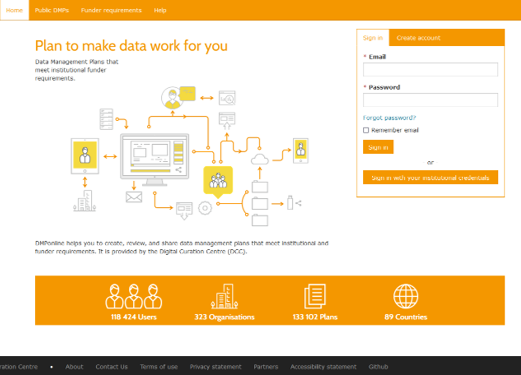 Home Public DMPs Funder requirements Help
Plan to make data work for you
Data Management Plans that
meet institutional funder
requirements.
Sign in Create account
* Email
* Password
Forgot password?
Remember email
Sign in
or
Sign in with your institutional credentials
DMPonline helps you to create, review, and share data management plans that meet institutional and
funder requirements. It is provided by the Digital Curation Centre (DCC).
118 424 Users 323 Organisations 133 102 Plans 89 Countries
ration Centre • About Contact Us Terms of use Privacy statement Partners Accessibility statement Github